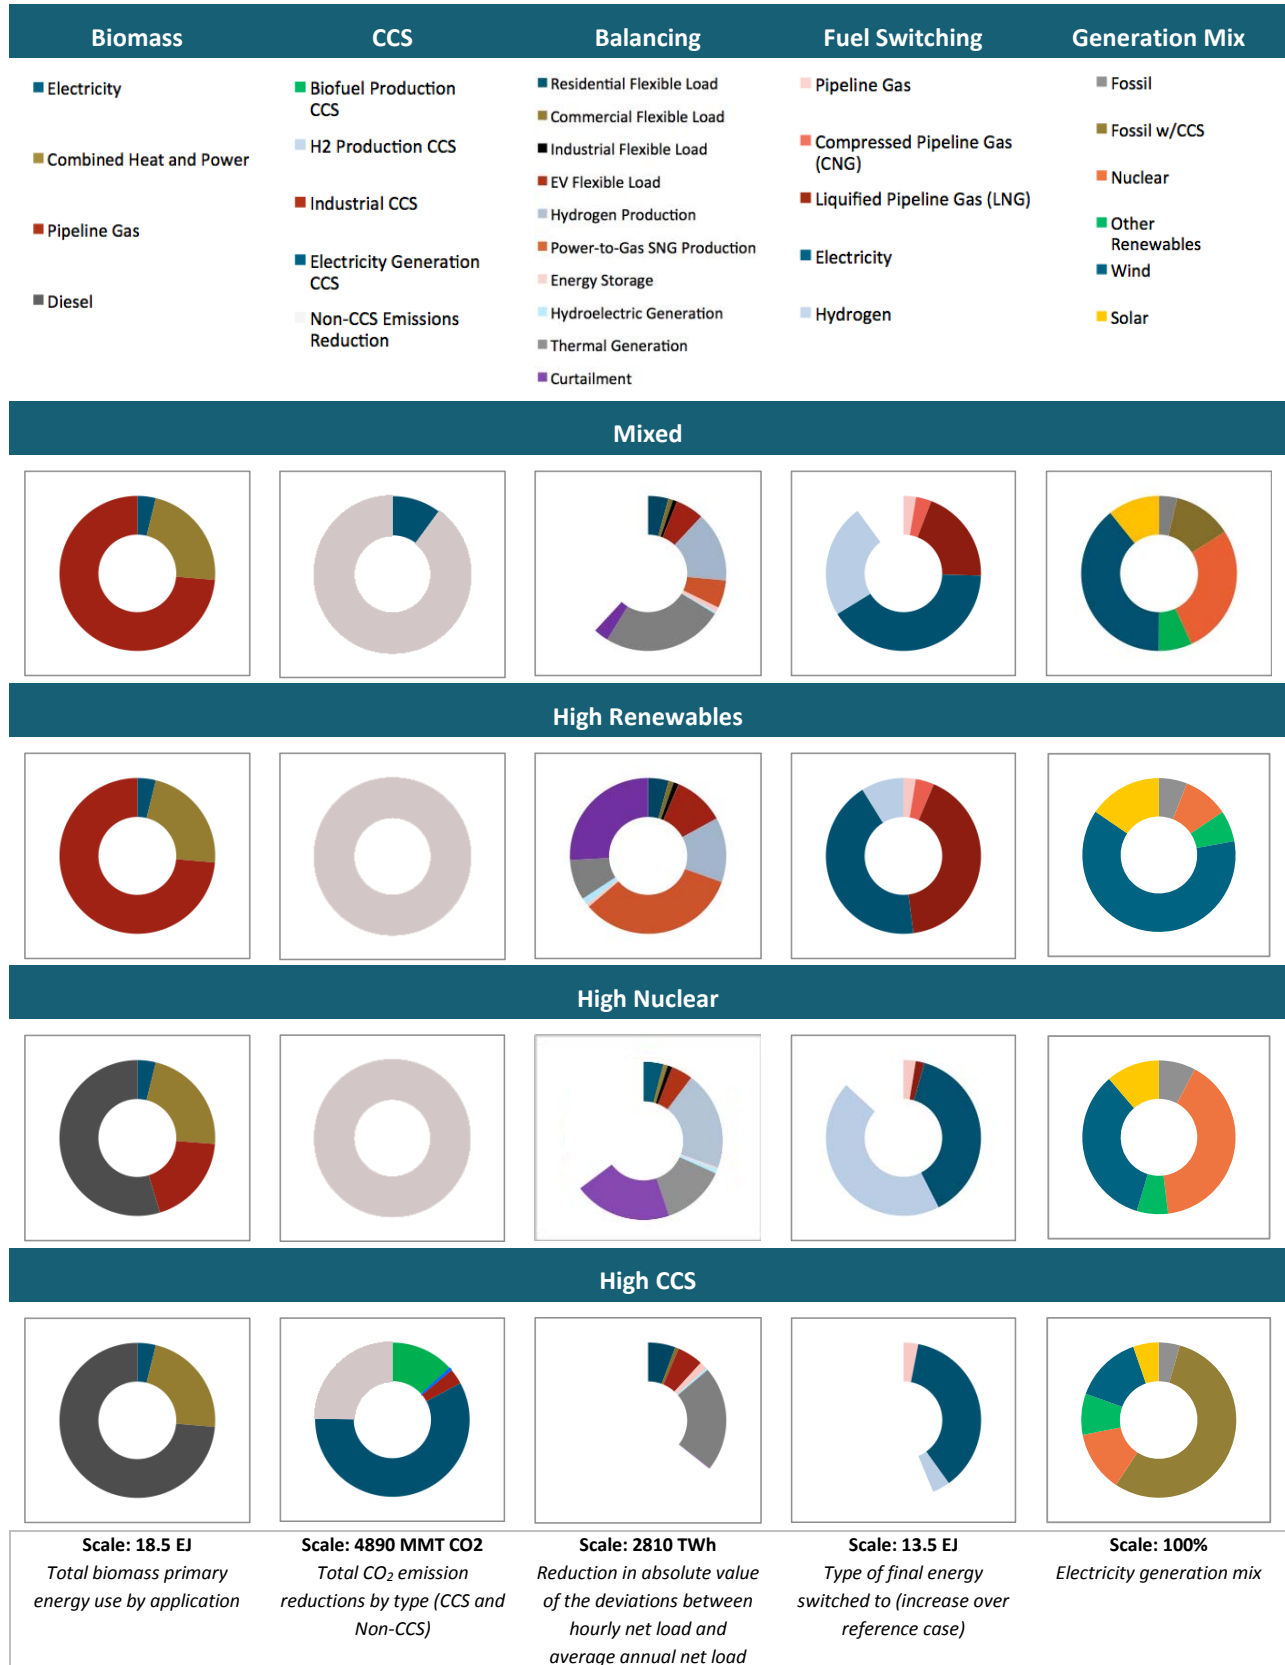 Biomass
CCS
Balancing
Fuel Switching
Generation Mix
Electricity
Combined Heat and Power
Pipeline Gas
Diesel
Biofuel Production
CCS
H2 Production CCS
Industrial CCS
Electricity Generation
CCS
Non-CCS Emissions
Reduction
Residential Flexible Load
Commercial Flexible Load
Industrial Flexible Load
EV Flexible Load
Hydrogen Production
Power-to-Gas SNG Production
Energy Storage
Hydroelectric Generation
Thermal Generation
Curtailment
Pipeline Gas
Compressed Pipeline Gas
(CNG)
Liquified Pipeline Gas (LNG)
Electricity
Hydrogen
Fossil
Fossil w/CCS
Nuclear
Other
Renewables
Wind
Solar
Mixed
High Renewables
High Nuclear
High CCS
Scale: 18.5 EJ
Total biomass primary
energy use by application
Scale: 4890 MMT CO2
Total CO₂ emission
reductions by type (CCS and
Non-CCS)
Scale: 2810 TWh
Reduction in absolute value
of the deviations between
hourly net load and
average annual net load
Scale: 13.5 EJ
Type of final energy
switched to (increase over
reference case)
Scale: 100%
Electricity generation mix